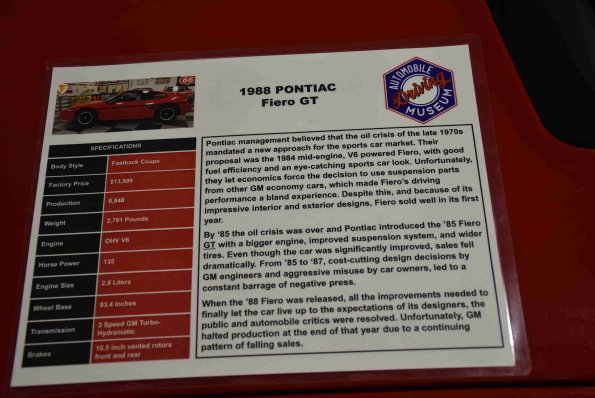 1988 PONTIAC
Fiero GT
AUTOMOBILE
Driving
MUSEUM
66
SPECIFICATIONS
Body Style Fastback Coupe
Factory Price $13,999
Production 6,848
Weight 2,791 Pounds
Engine OHV V6
Horse Power 135
Engine Size 2.8 Liters
Wheel Base 93.4 Inches
Transmission 3 Speed GM Turbo-
Hydramatic
Brakes 10.5 inch vented rotors
front and rear
Pontiac management believed that the oil crisis of the late 1970s
mandated a new approach for the sports car market. Their
proposal was the 1984 mid-engine, V6 powered Fiero, with good
fuel efficiency and an eye-catching sports car look. Unfortunately,
they let economics force the decision to use suspension parts
from other GM economy cars, which made Fiero's driving
performance a bland experience. Despite this, and because of its
impressive interior and exterior designs, Fiero sold well in its first
year.
By '85 the oil crisis was over and Pontiac introduced the '85 Fiero
GT with a bigger engine, improved suspension system, and wider
tires. Even though the car was significantly improved, sales fell
dramatically. From '85 to '87, cost-cutting design decisions by
GM engineers and aggressive misuse by car owners, led to a
constant barrage of negative press.
When the '88 Fiero was released, all the improvements needed to
finally let the car live up to the expectations of its designers, the
public and automobile critics were resolved. Unfortunately, GM
halted production at the end of that year due to a continuing
pattern of falling sales.